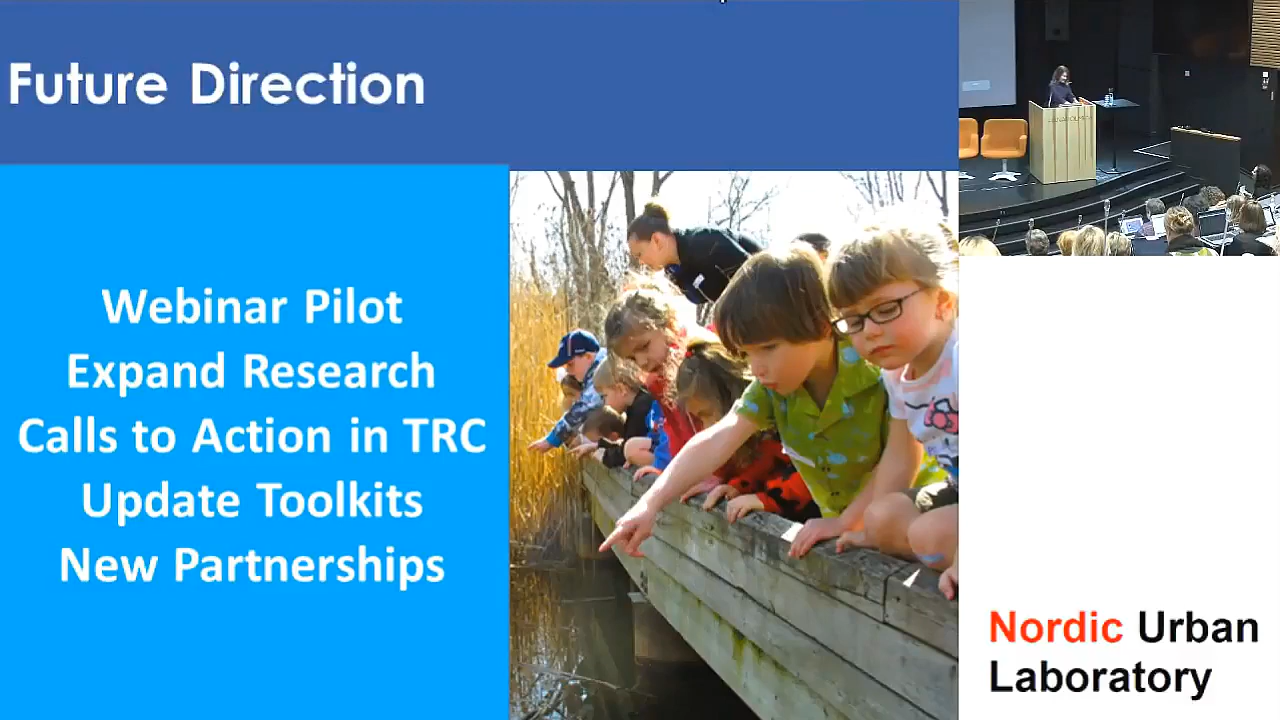 Future Direction
Webinar Pilot
Expand Research
Calls to Action in TRC
Update Toolkits
New Partnerships
Nordic Urban
Laboratory